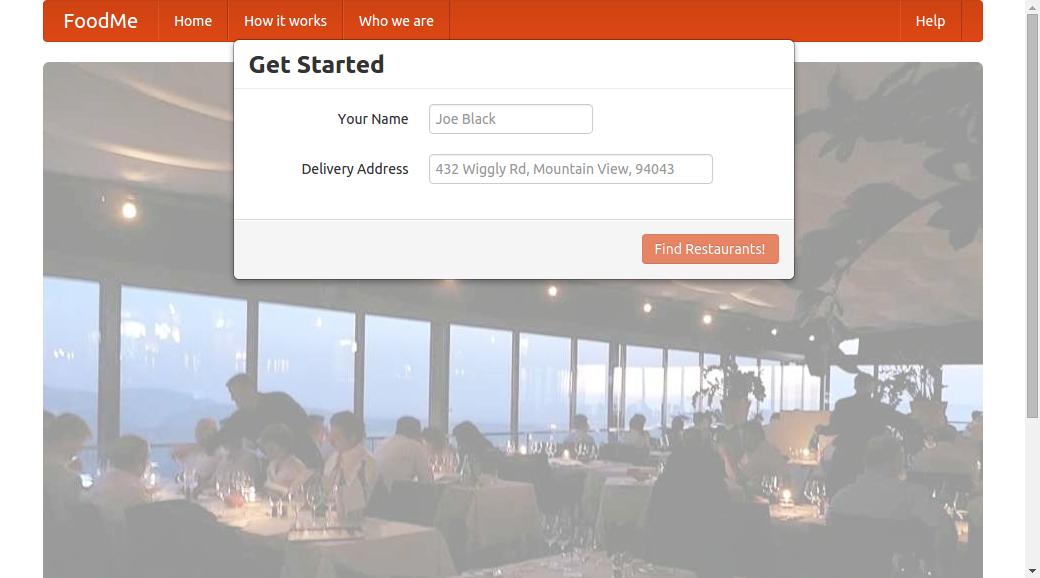 FoodMe Home How it works Who we are Help
Get Started
Your Name Joe Black
Delivery Address 432 Wiggly Rd, Mountain View, 94043
Find Restaurants!